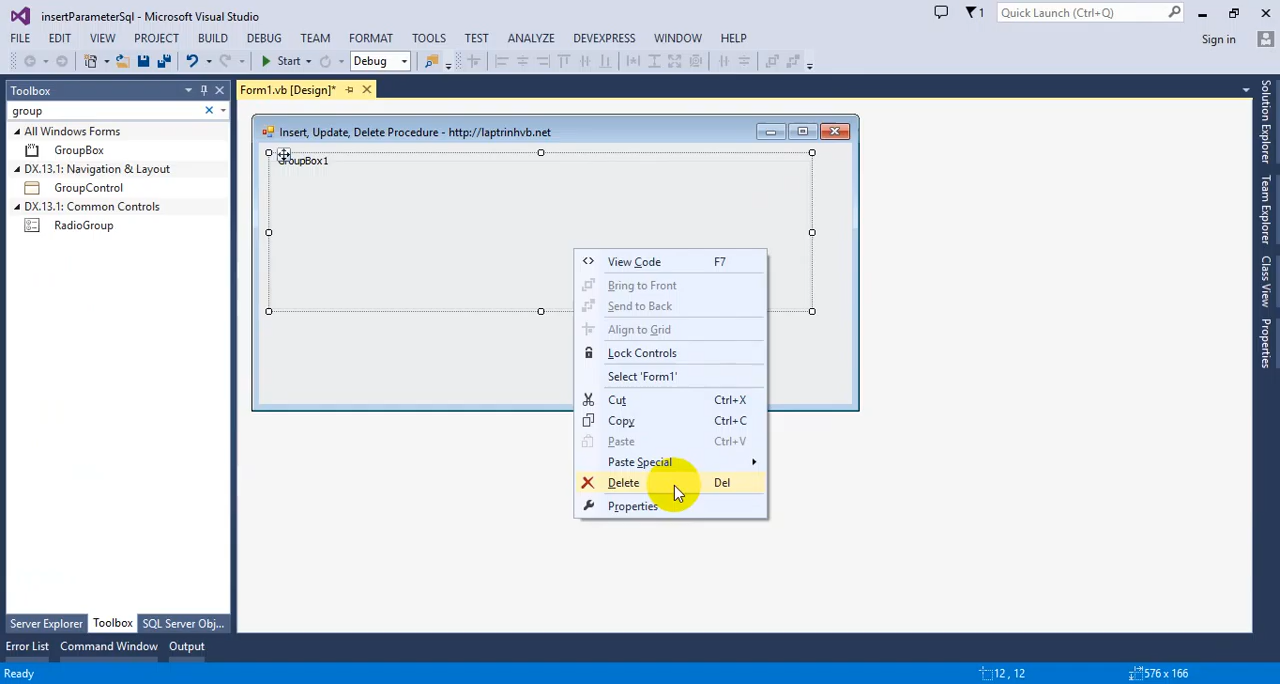 insertParameterSql - Microsoft Visual Studio
1
Quick Launch (Ctrl+Q)
FILE EDIT VIEW PROJECT BUILD DEBUG TEAM FORMAT TOOLS TEST ANALYZE DEVEXPRESS WINDOW HELP
Sign in
Start
Debug
Toolbox
group
All Windows Forms
GroupBox
DX.13.1: Navigation & Layout
GroupControl
DX.13.1: Common Controls
RadioGroup
Form1.vb [Design]*
Insert, Update, Delete Procedure - http://laptrinhvb.net
GroupBox1
View Code F7
Bring to Front
Send to Back
Align to Grid
Lock Controls
Select 'Form1'
Cut Ctrl+X
Copy Ctrl+C
Paste Ctrl+V
Paste Special
Delete Del
Properties
Solution Explorer
Team Explorer
Class View
Properties
Server Explorer Toolbox SQL Server Obj...
Error List Command Window Output
Ready
12 , 12
576 x 166